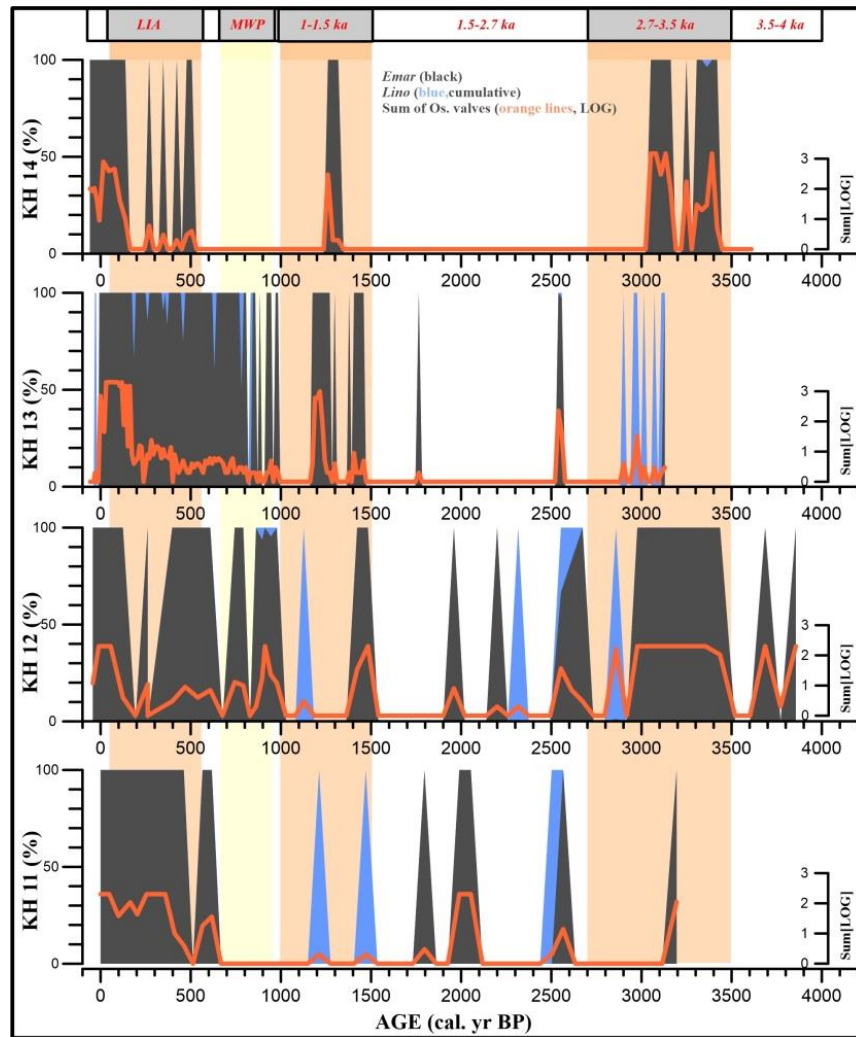 LIA MWP 1-1.5 ka 1.5-2.7 ka 2.7-3.5 ka 3.5-4 ka
Emar (black)
Lino (blue,cumulative)
Sum of Os. valves (orange lines, LOG)
KH 14 (%)
100
50
0
3
2
1
0
Sum[LOG]
0 500 1000 1500 2000 2500 3000 3500 4000
KH 13 (%)
100
50
0
3
2
1
0
Sum[LOG]
0 500 1000 1500 2000 2500 3000 3500 4000
KH 12 (%)
100
50
0
3
2
1
0
Sum[LOG]
0 500 1000 1500 2000 2500 3000 3500 4000
KH 11 (%)
100
50
0
3
2
1
0
Sum[LOG]
0 500 1000 1500 2000 2500 3000 3500 4000
AGE (cal. yr BP)